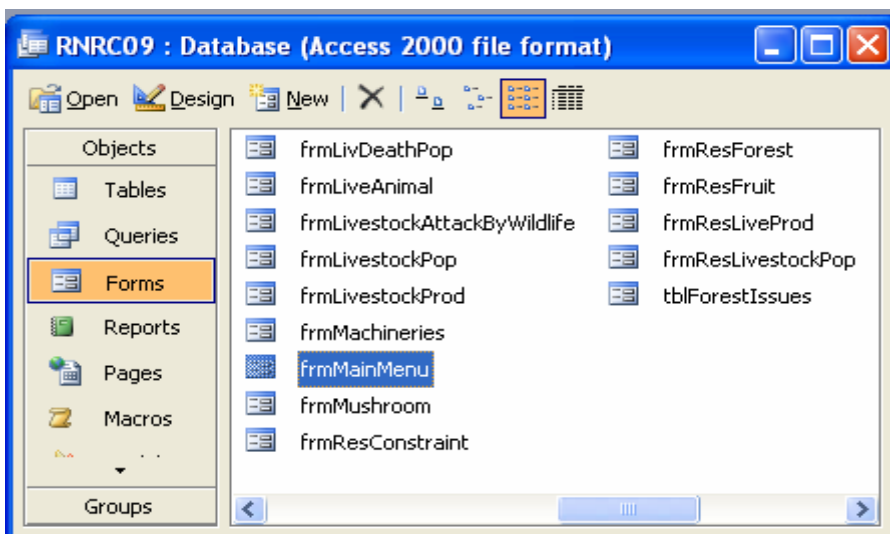 RNRC09 : Database (Access 2000 file format)
Open Design New
Objects
Tables
Queries
Forms
Reports
Pages
Macros
Groups
frmLivDeathPop
frmLiveAnimal
frmLivestockAttackByWildlife
frmLivestockPop
frmLivestockProd
frmMachineries
frmMainMenu
frmMushroom
frmResConstraint
frmResForest
frmResFruit
frmResLiveProd
frmResLivestockPop
tblForestIssues